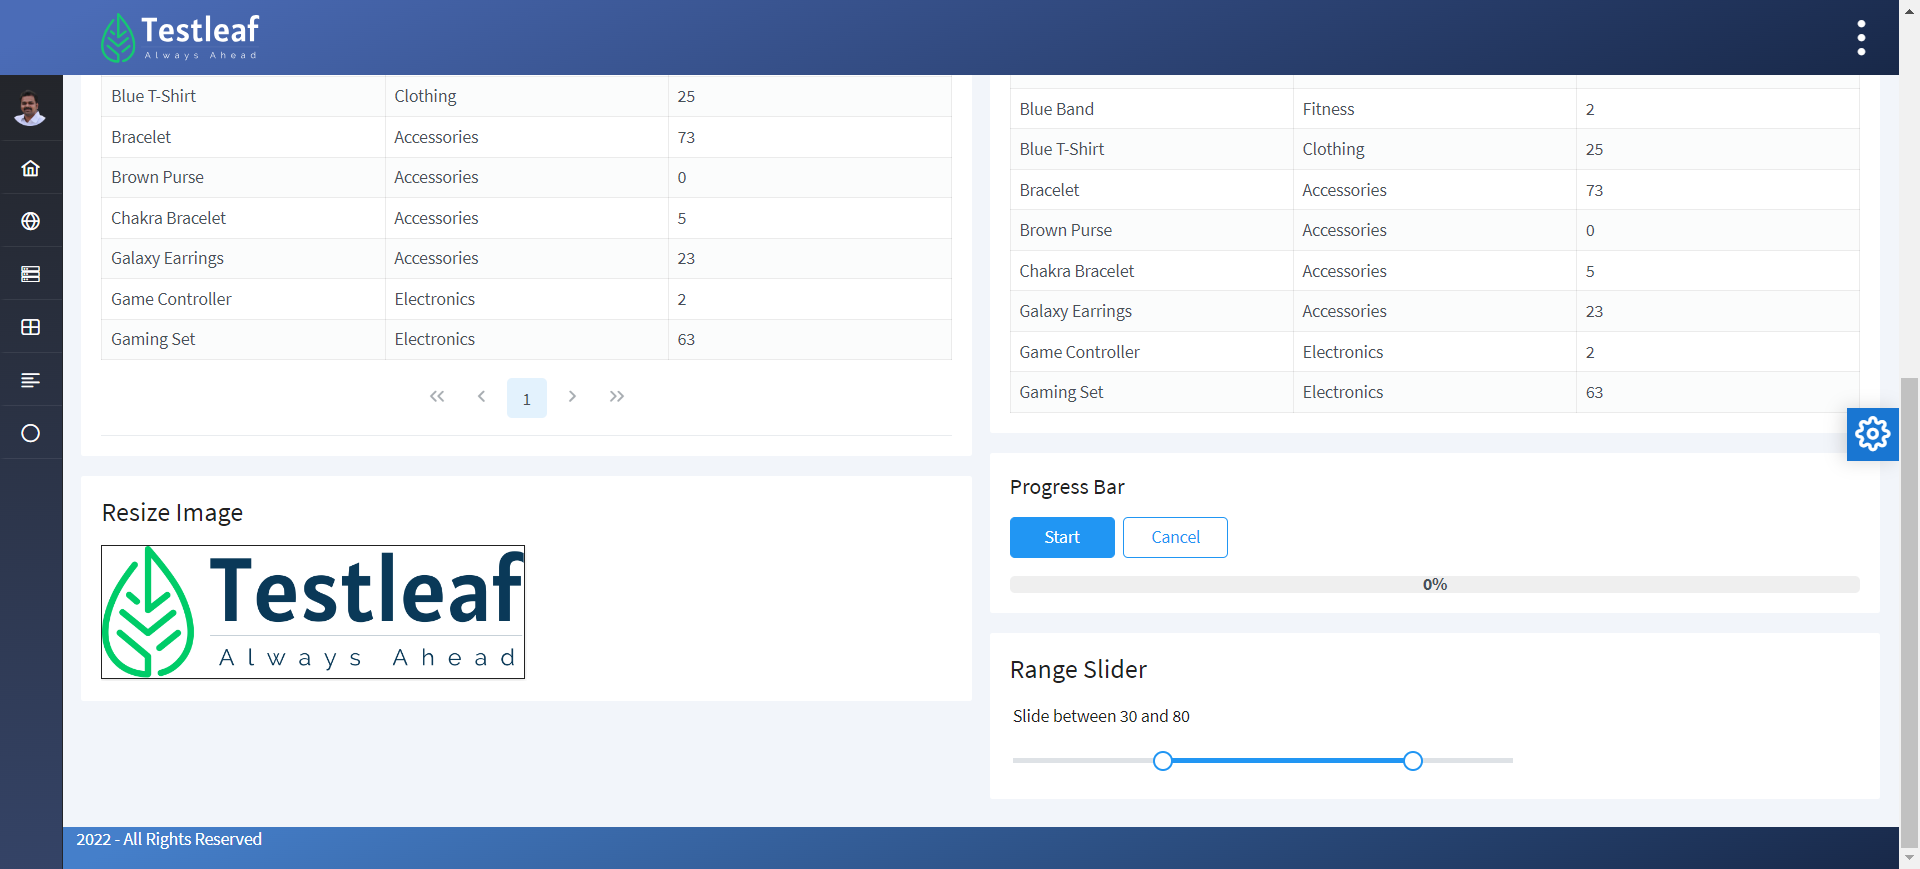 Testleaf
Always Ahead
Blue T-Shirt Clothing 25
Bracelet Accessories 73
Brown Purse Accessories 0
Chakra Bracelet Accessories 5
Galaxy Earrings Accessories 23
Game Controller Electronics 2
Gaming Set Electronics 63
1
Resize Image
Testleaf
Always Ahead
Blue Band Fitness 2
Blue T-Shirt Clothing 25
Bracelet Accessories 73
Brown Purse Accessories 0
Chakra Bracelet Accessories 5
Galaxy Earrings Accessories 23
Game Controller Electronics 2
Gaming Set Electronics 63
Progress Bar
Start Cancel
0%
Range Slider
Slide between 30 and 80
2022 - All Rights Reserved